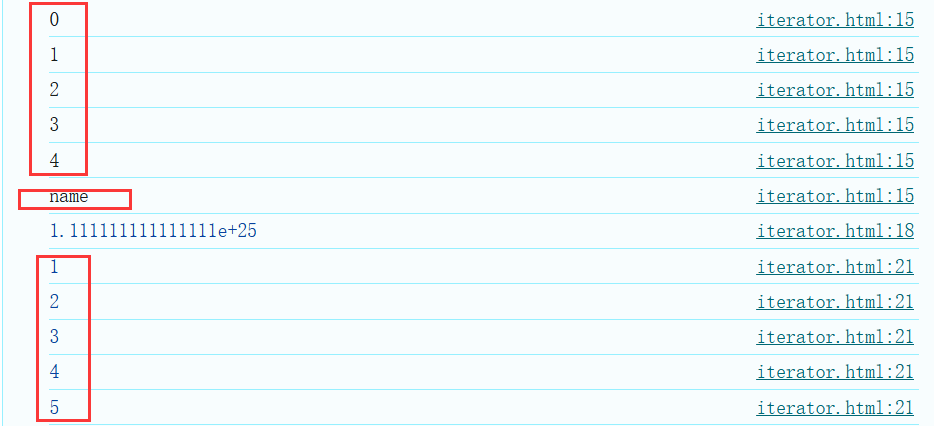 0 iterator.html:15
1 iterator.html:15
2 iterator.html:15
3 iterator.html:15
4 iterator.html:15
name iterator.html:15
1.111111111111111e+25 iterator.html:18
1 iterator.html:21
2 iterator.html:21
3 iterator.html:21
4 iterator.html:21
5 iterator.html:21